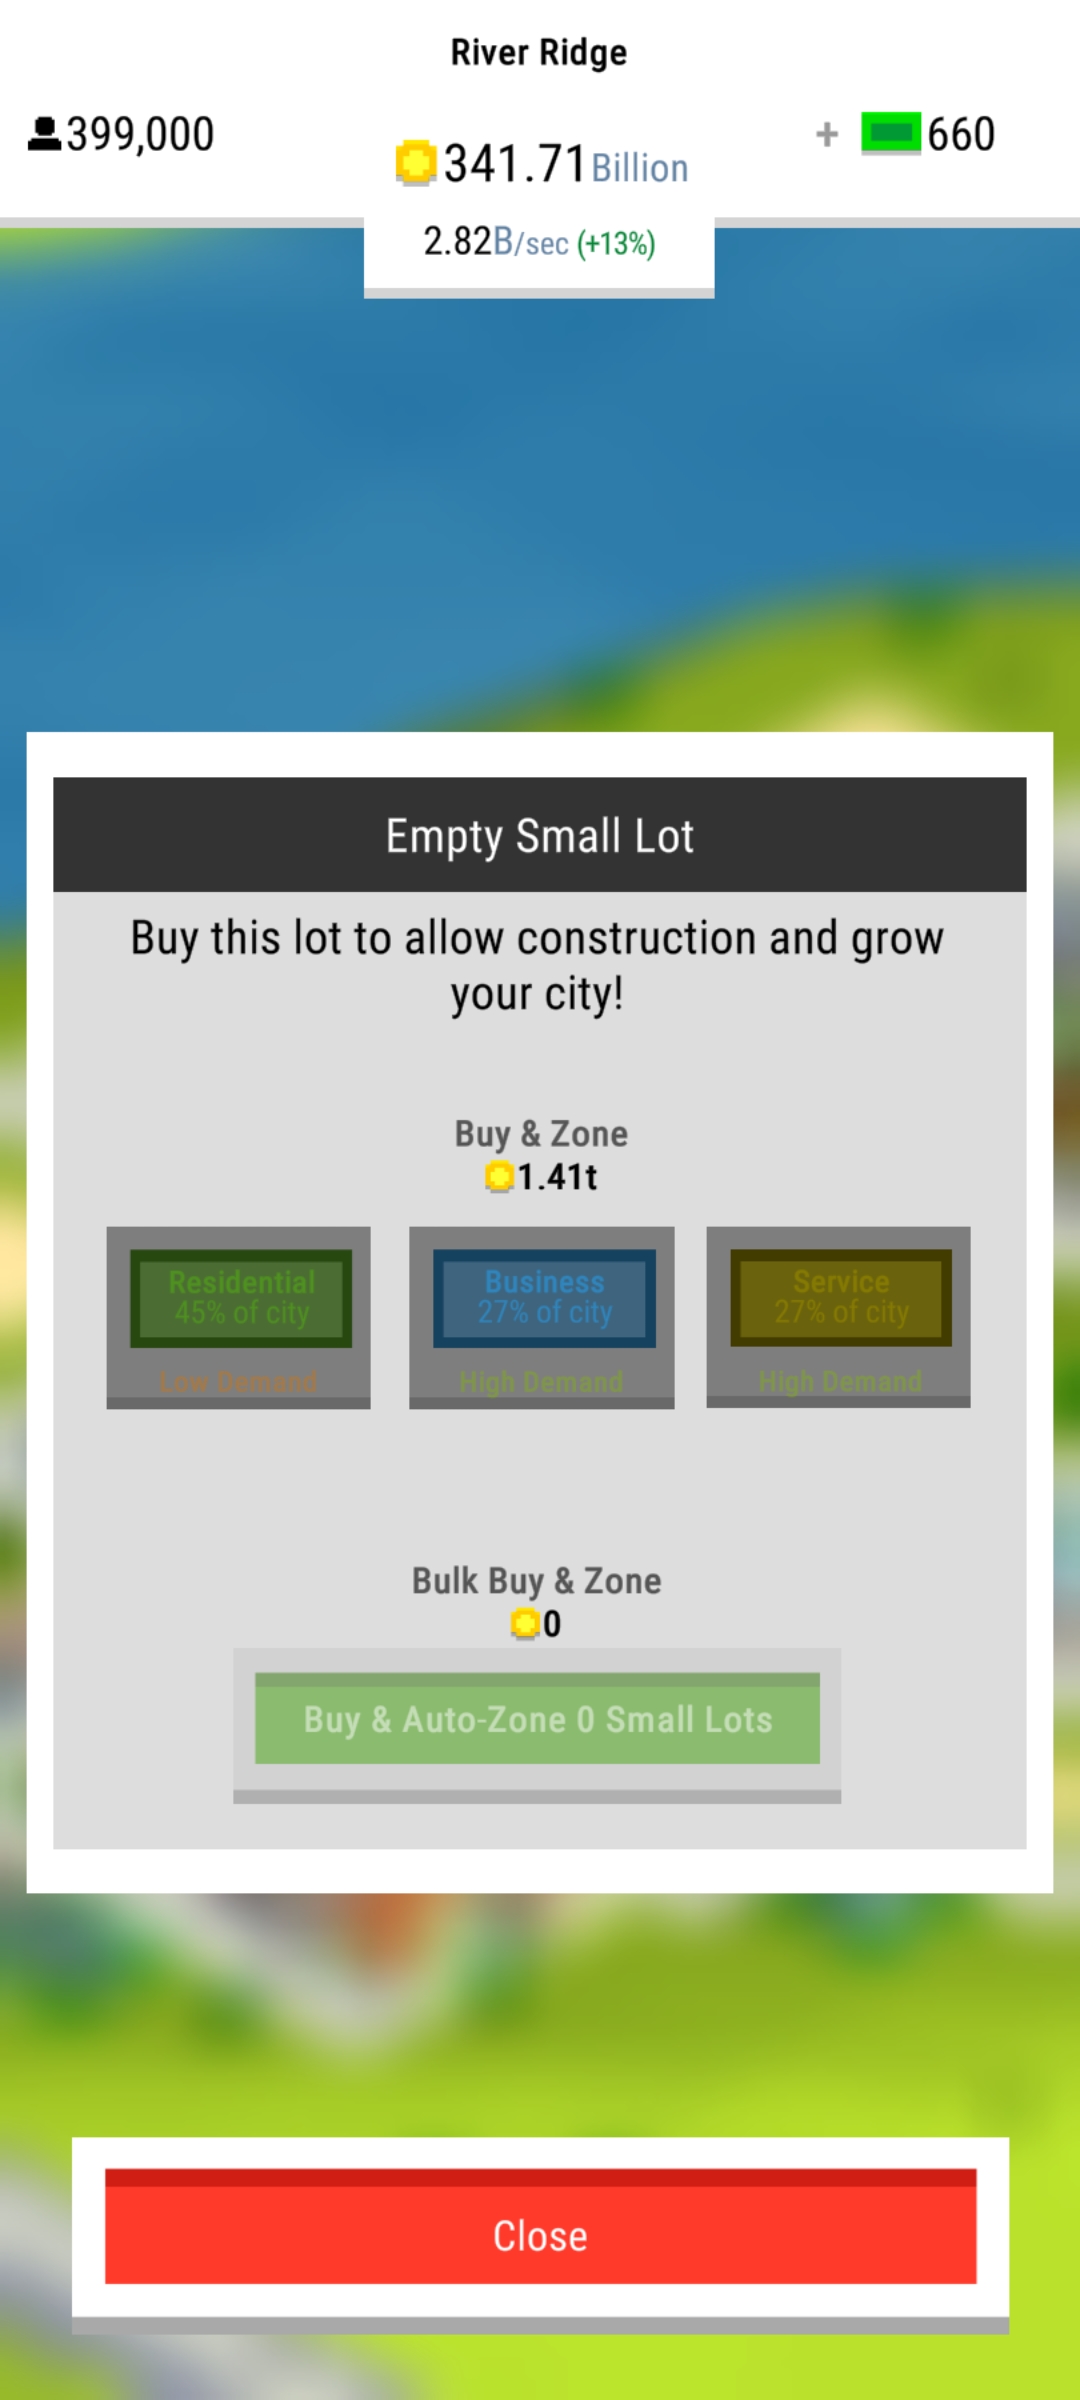 River Ridge
399,000
341.71Billion
+ 660
2.82B/sec (+13%)
Empty Small Lot
Buy this lot to allow construction and grow
your city!
Buy & Zone
1.41t
Residential
45% of city
Low Demand
Business
27% of city
High Demand
Service
27% of city
High Demand
Bulk Buy & Zone
0
Buy & Auto-Zone 0 Small Lots
Close